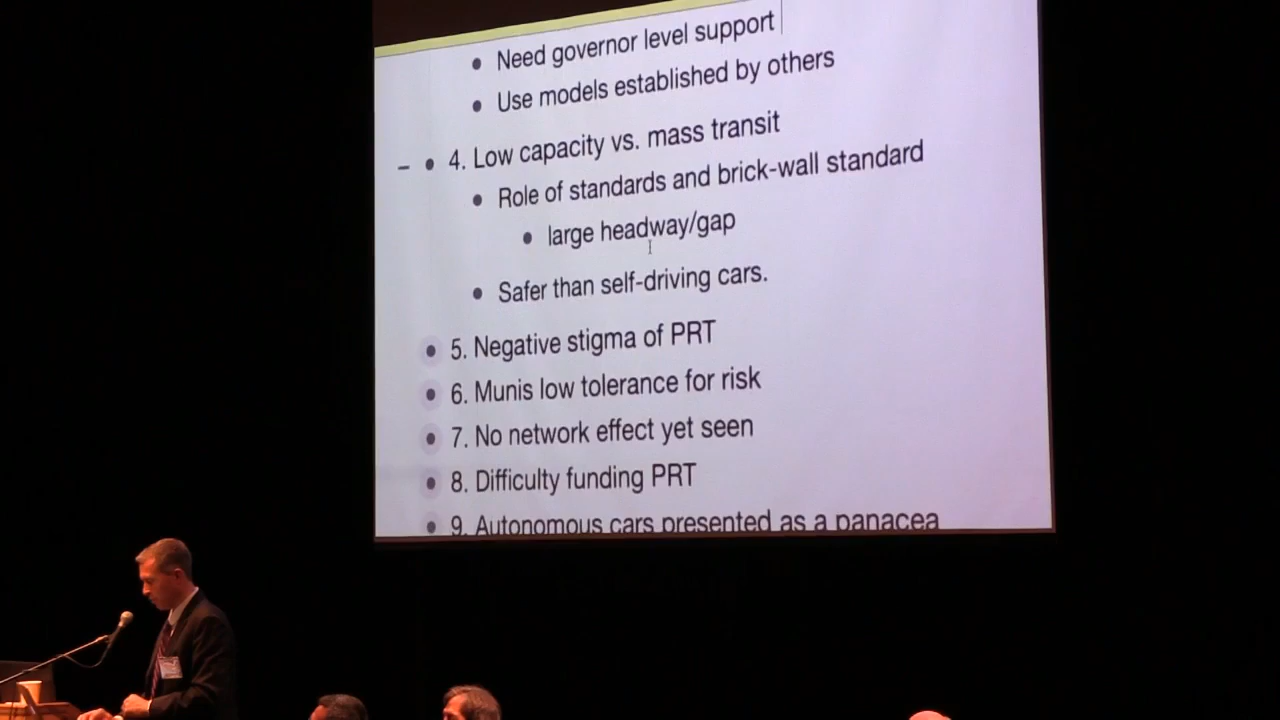 • Need governor level support
• Use models established by others
– • 4. Low capacity vs. mass transit
• Role of standards and brick-wall standard
• large headway/gap
• Safer than self-driving cars.
• 5. Negative stigma of PRT
• 6. Munis low tolerance for risk
• 7. No network effect yet seen
• 8. Difficulty funding PRT
• 9. Autonomous cars presented as a panacea